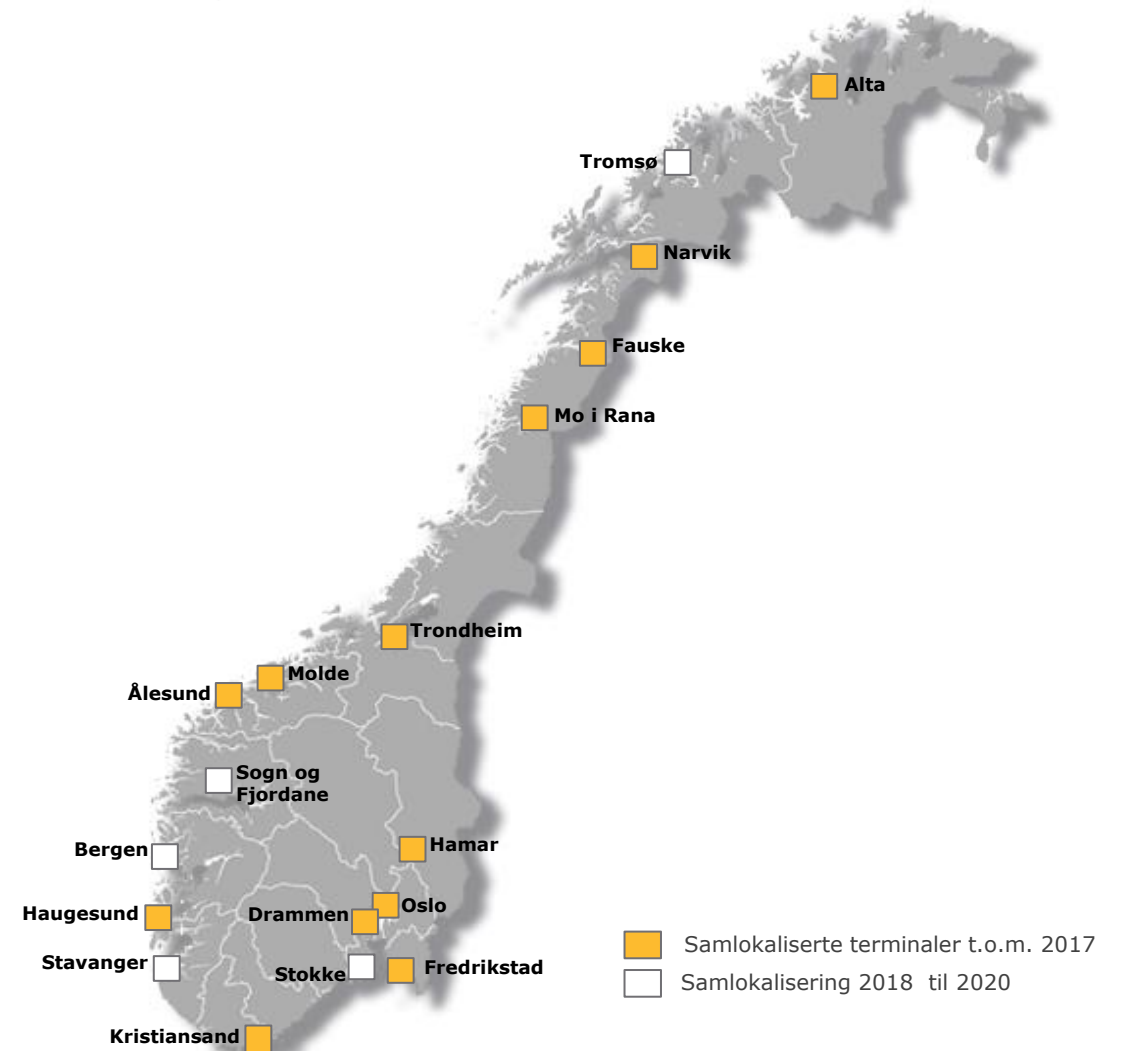 Alta
Tromsø
Narvik
Fauske
Mo i Rana
Trondheim
Molde
Ålesund
Sogn og
Fjordane
Hamar
Bergen
Oslo
Haugesund
Drammen
Stavanger
Stokke
Fredrikstad
Kristiansand
Samlokaliserte terminaler t.o.m. 2017
Samlokalisering 2018 til 2020